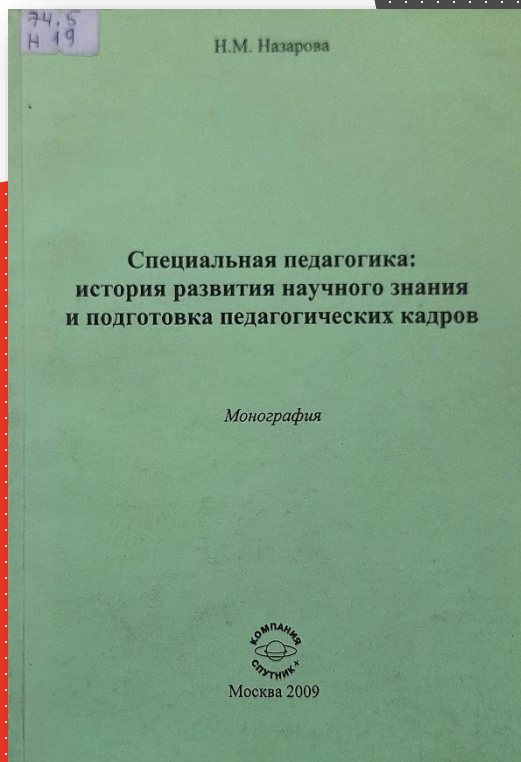 74.5
Н 19
Н.М. Назарова
Специальная педагогика:
история развития научного знания
и подготовка педагогических кадров
Монография
КОМПАНИЯ
СПУТНИК+
Москва 2009